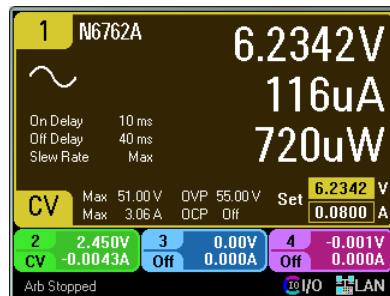 1 N6762A
6.2342V
116uA
720uW
On Delay 10 ms
Off Delay 40 ms
Slew Rate Max
CV
Max 51.00 V OVP 55.00 V
Max 3.06 A OCP Off
Set 6.2342 V
0.0800 A
2 2.450V
CV -0.0043A
3 0.00V
Off 0.000A
4 -0.001V
Off 0.000A
Arb Stopped
IO I/O LAN